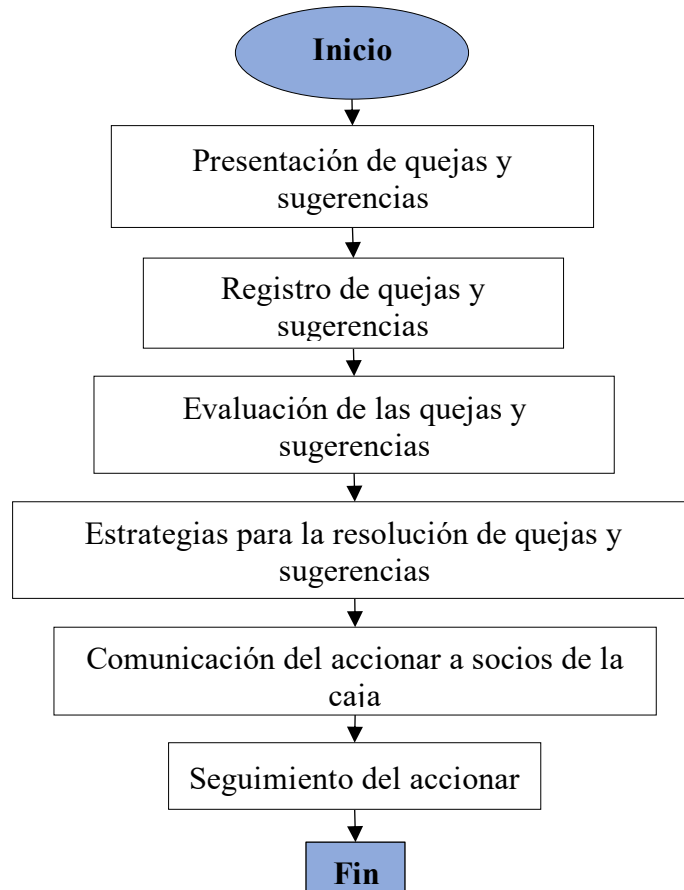 Inicio
Presentación de quejas y
sugerencias
Registro de quejas y
sugerencias
Evaluación de las quejas y
sugerencias
Estrategias para la resolución de quejas y
sugerencias
Comunicación del accionar a socios de la
caja
Seguimiento del accionar
Fin